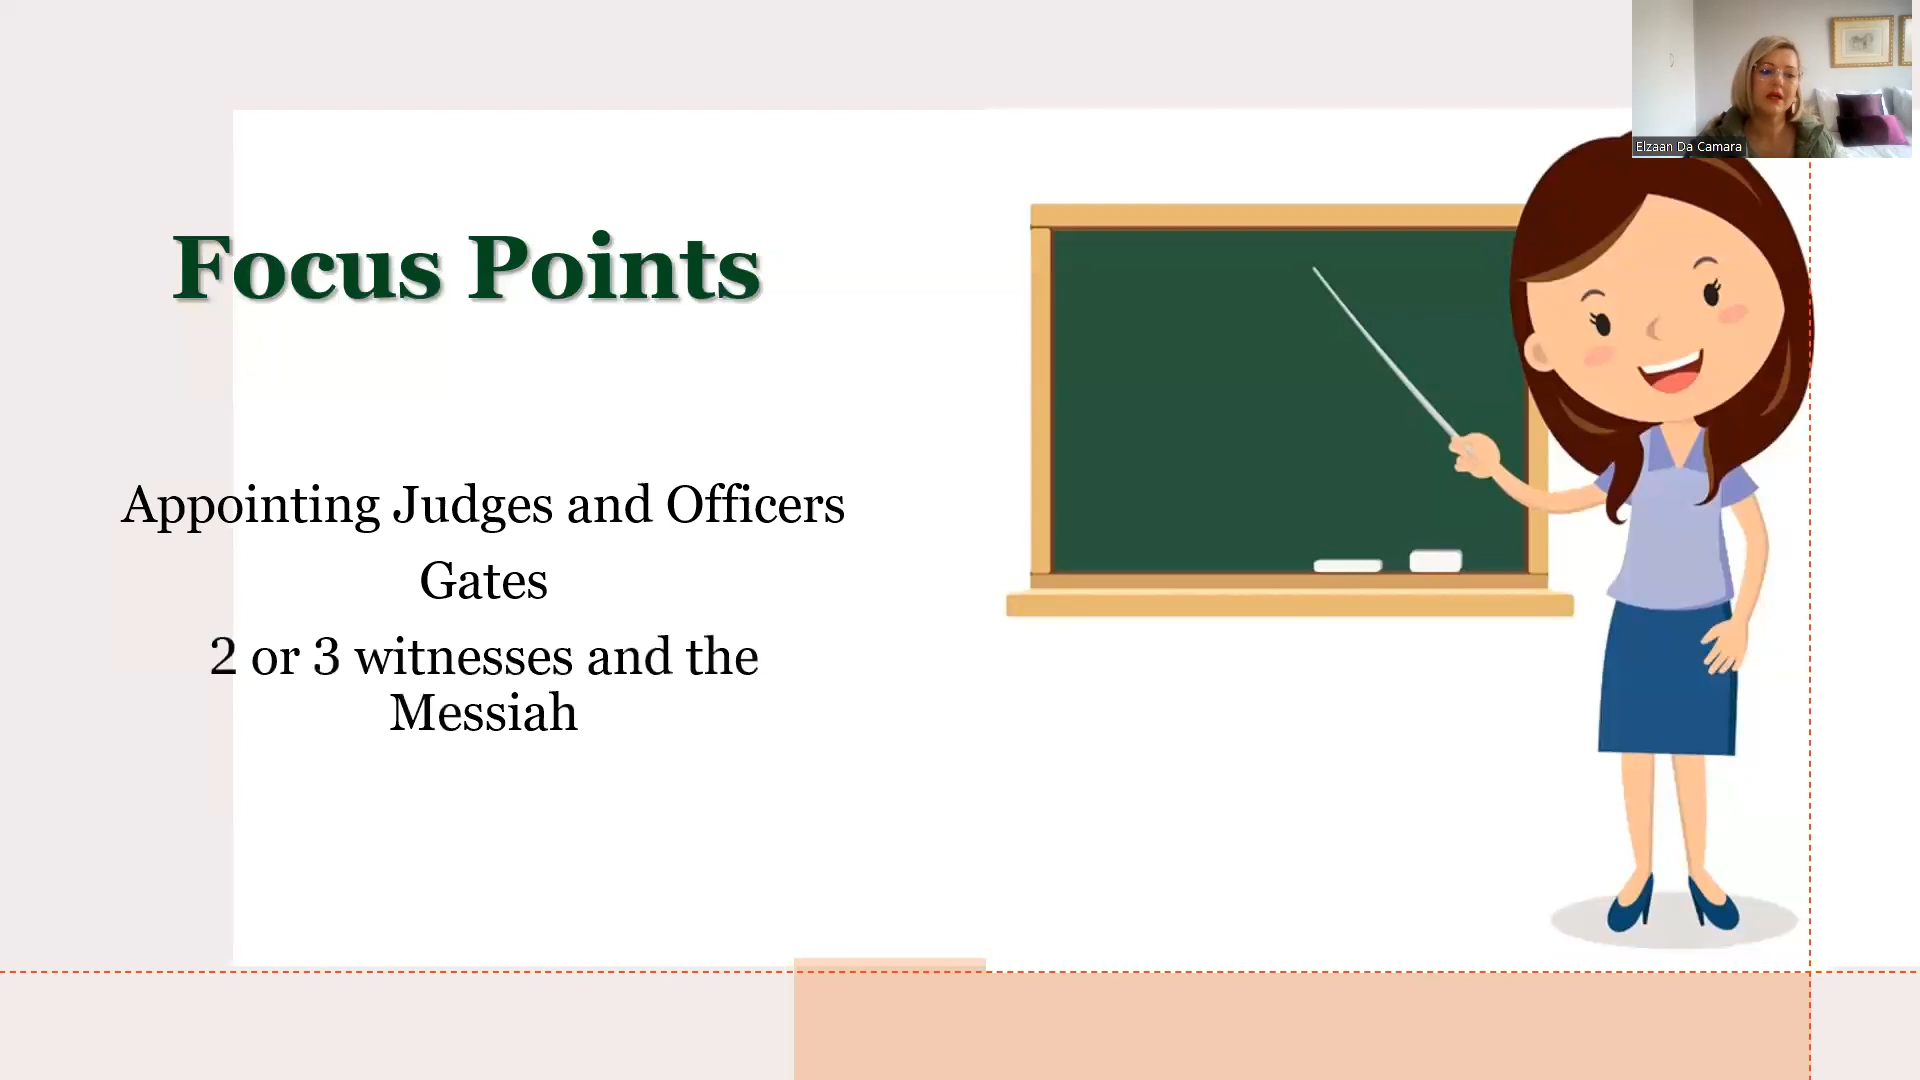 Elzaan Da Camara
Focus Points
Appointing Judges and Officers
Gates
2 or 3 witnesses and the
Messiah